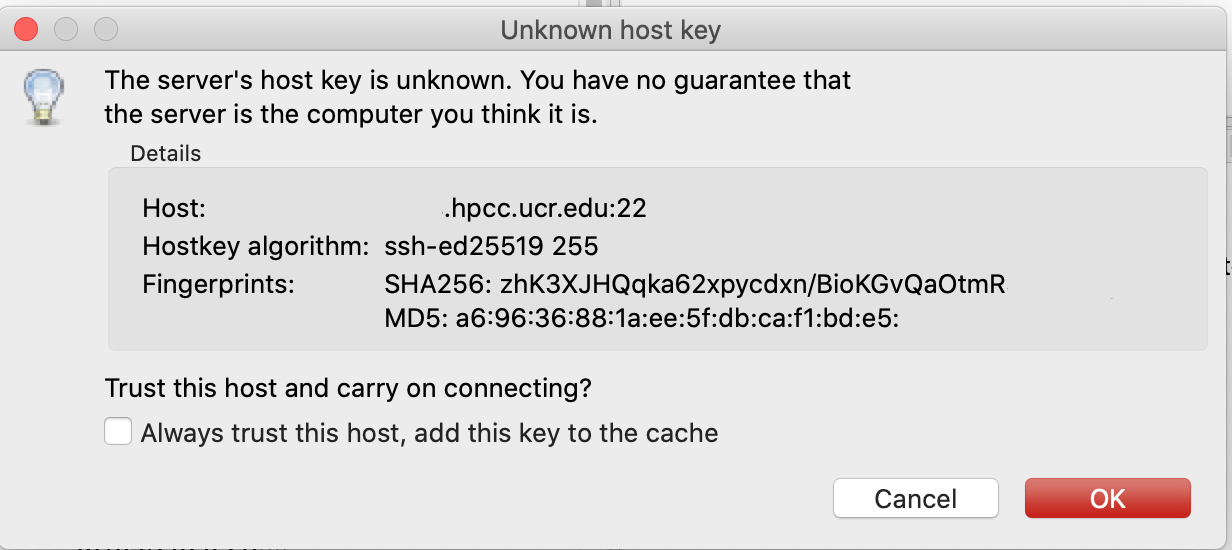 Unknown host key
The server's host key is unknown. You have no guarantee that
the server is the computer you think it is.
Details
Host: .hpcc.ucr.edu:22
Hostkey algorithm: ssh-ed25519 255
Fingerprints: SHA256: zhK3XJHQqka62xpycdxn/BioKGvQaOtmR
MD5: a6:96:36:88:1a:ee:5f:db:ca:f1:bd:e5:
Trust this host and carry on connecting?
Always trust this host, add this key to the cache
Cancel OK